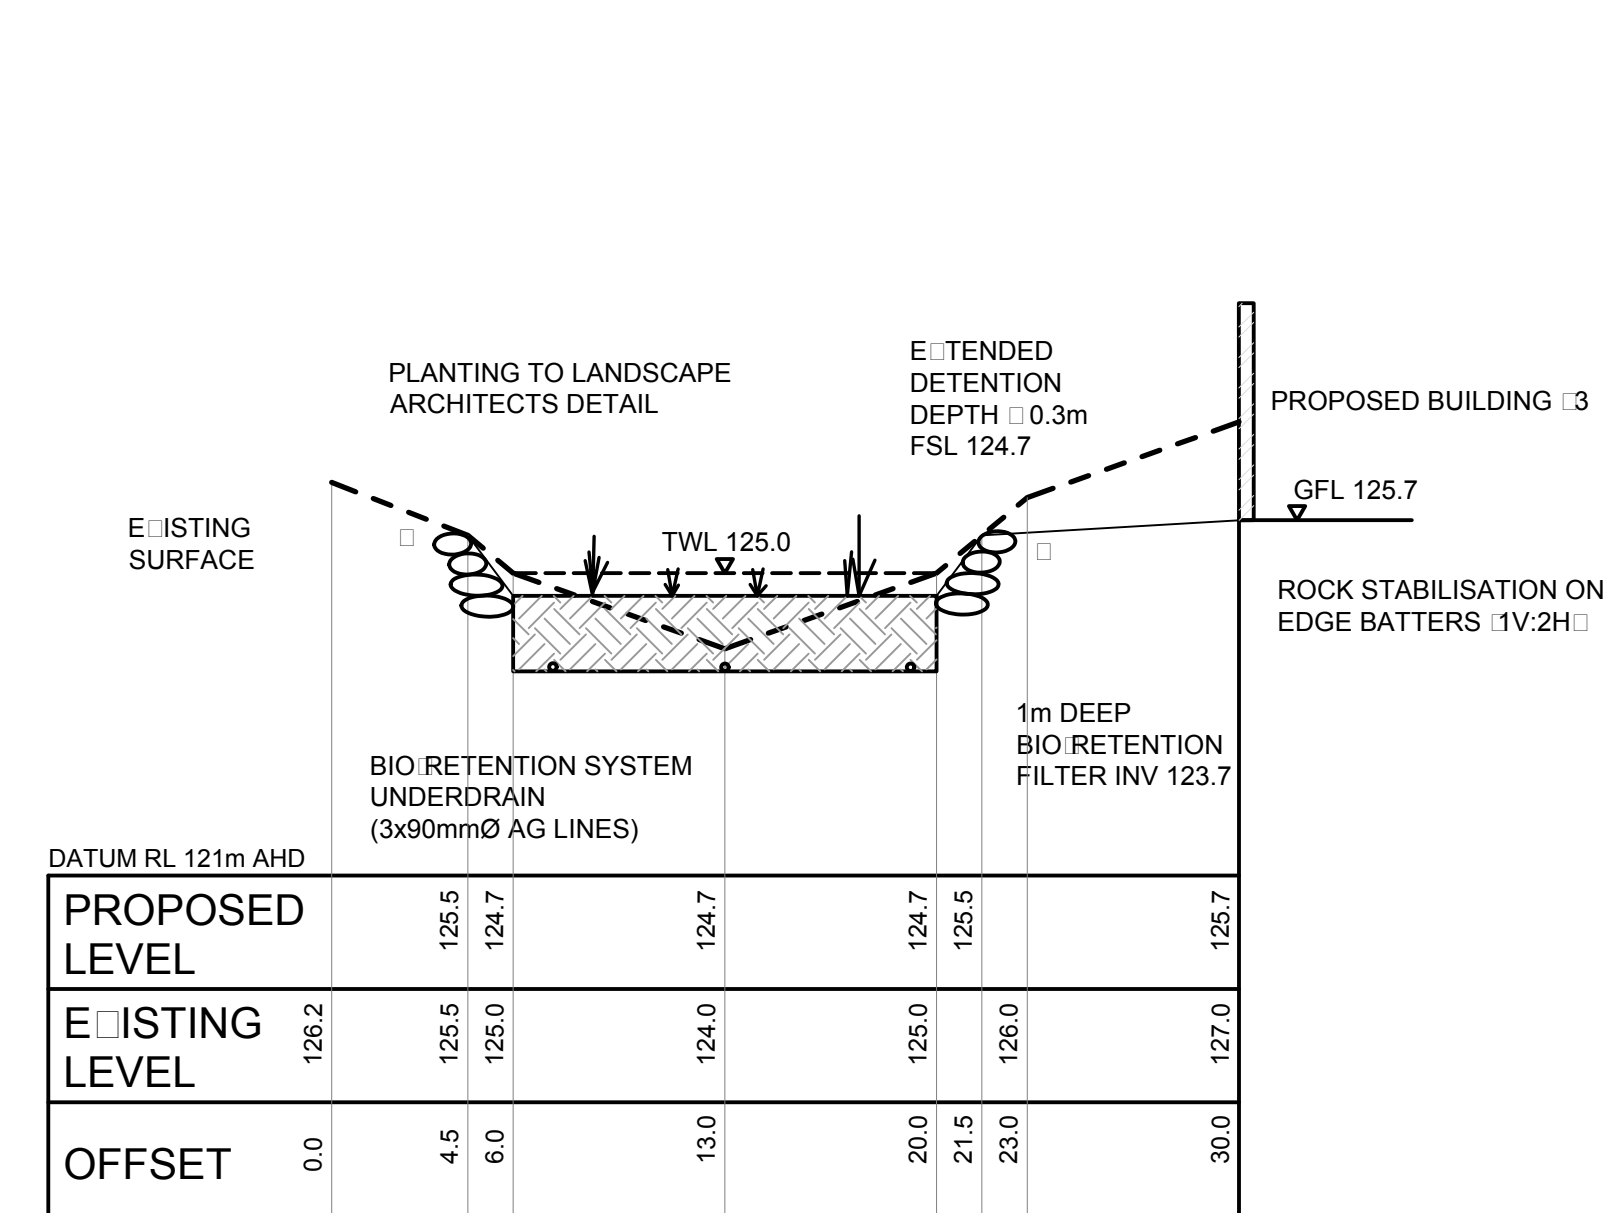 PLANTING TO LANDSCAPE
ARCHITECTS DETAIL
E□TENDED
DETENTION
DEPTH □ 0.3m
FSL 124.7
PROPOSED BUILDING □3
GFL 125.7
E□ISTING
SURFACE
□
TWL 125.0
□
ROCK STABILISATION ON
EDGE BATTERS □1V:2H□
1m DEEP
BIO□RETENTION
FILTER INV 123.7
BIO□RETENTION SYSTEM
UNDERDRAIN
(3x90mmØ AG LINES)
DATUM RL 121m AHD
PROPOSED
LEVEL
125.5 124.7 124.7 124.7 125.5 125.7
E□ISTING
LEVEL
126.2 125.5 125.0 124.0 125.0 126.0 127.0
OFFSET
0.0 4.5 6.0 13.0 20.0 21.5 23.0 30.0